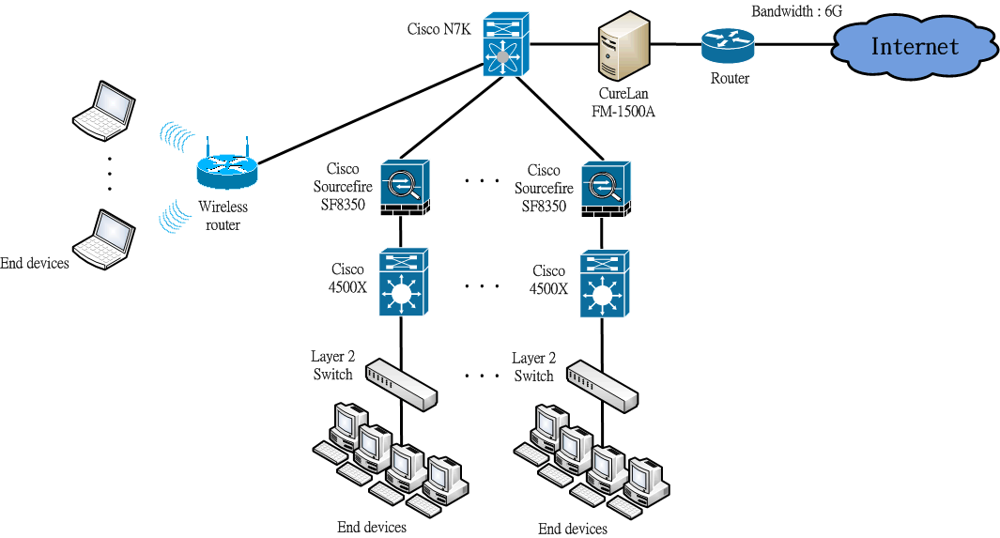 Bandwidth : 6G
Cisco N7K
Internet
Router
CureLan
FM-1500A
Cisco
Sourcefire
SF8350
. . .
Cisco
Sourcefire
SF8350
Wireless
router
End devices
Cisco
4500X
. . .
Cisco
4500X
Layer 2
Switch
. . .
Layer 2
Switch
End devices
End devices